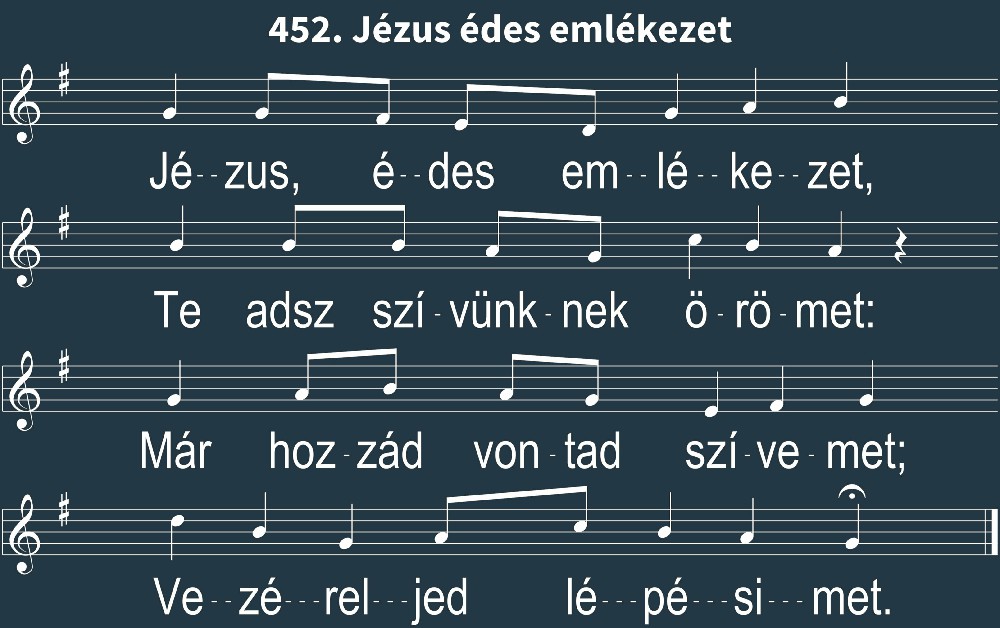 452. Jézus édes emlékezet
Jé--zus, é--des em--lé--ke--zet,
Te adsz szí-vünk-nek ö-rö-met:
Már hoz-zád von-tad szí-ve-met;
Ve--zé---rel---jed lé---pé---si---met.